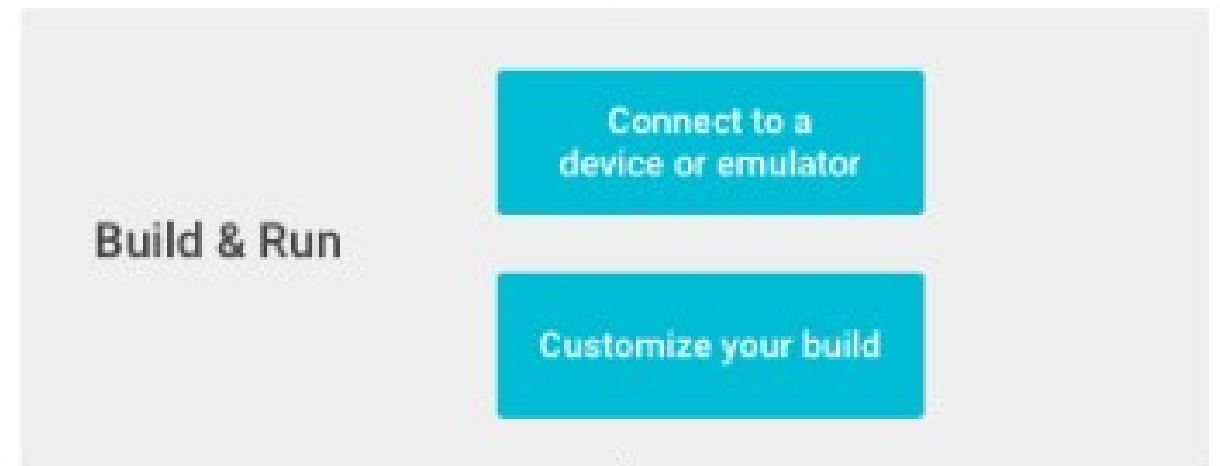 Build & Run
Connect to a
device or emulator
Customize your build